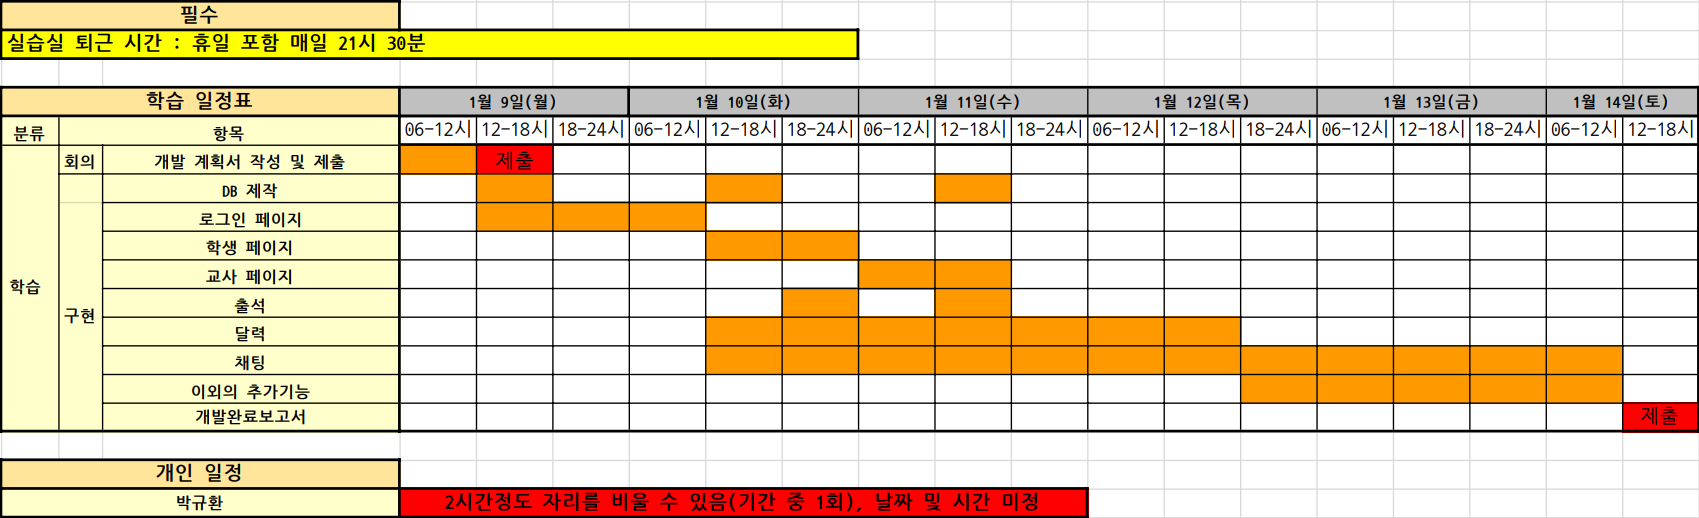 필수
실습실 퇴근 시간 : 휴일 포함 매일 21시 30분
학습 일정표 1월 9일(월) 1월 10일(화) 1월 11일(수) 1월 12일(목) 1월 13일(금) 1월 14일(토)
분류 항목 06-12시 12-18시 18-24시 06-12시 12-18시 18-24시 06-12시 12-18시 18-24시 06-12시 12-18시 18-24시 06-12시 12-18시 18-24시 06-12시 12-18시
회의 개발 계획서 작성 및 제출 제출
DB 제작
로그인 페이지
학생 페이지
교사 페이지
학습
출석
구현
달력
채팅
이외의 추가기능
개발완료보고서 제출
개인 일정
박규환 2시간정도 자리를 비울 수 있음(기간 중 1회), 날짜 및 시간 미정